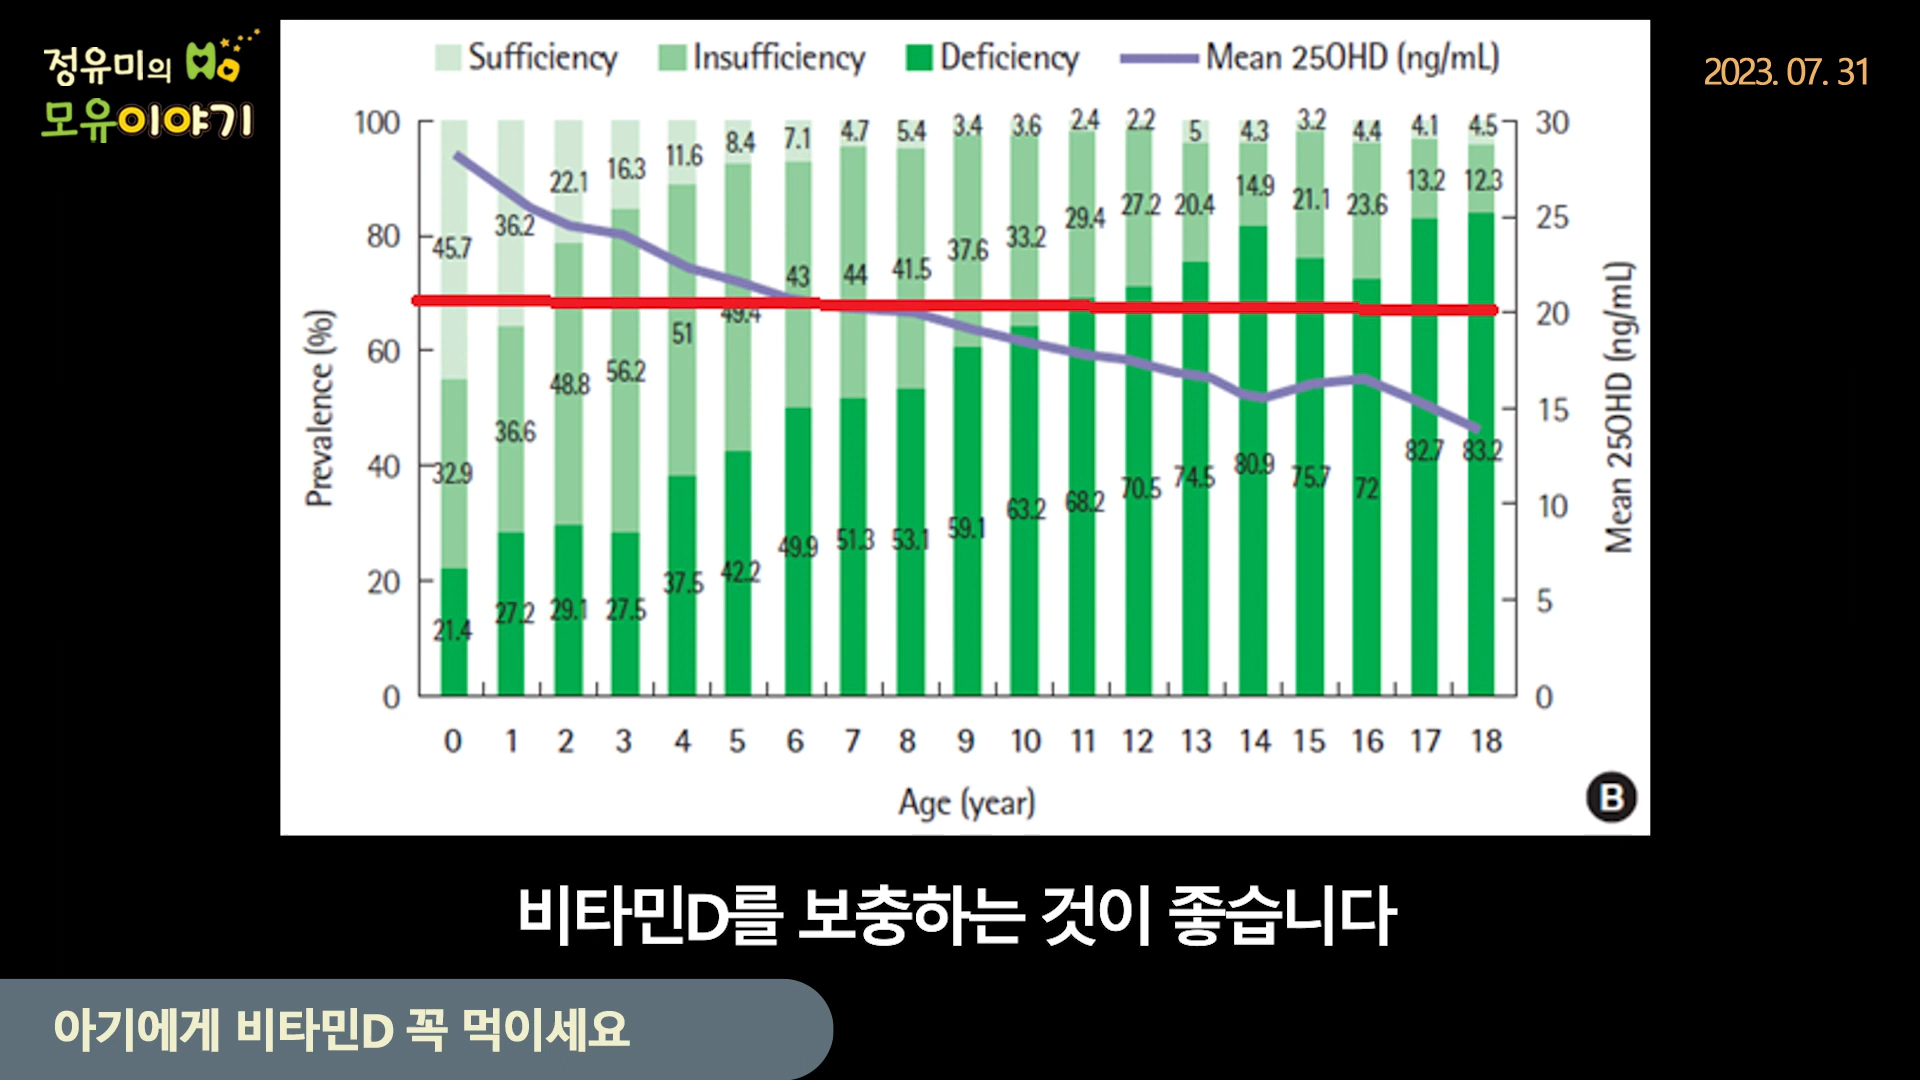 정유미의
모유이야기
2023. 07. 31
Sufficiency Insufficiency Deficiency Mean 25OHD (ng/mL)
100 80 60 40 20 0
Prevalence (%)
45.7 36.2 22.1 16.3 11.6 8.4 7.1 4.7 5.4 3.4 3.6 2.4 2.2 5 4.3 3.2 4.4 4.1 4.5
32.9 36.6 48.8 56.2 51 49.4 43 44 41.5 37.6 33.2 29.4 27.2 20.4 14.9 21.1 23.6 13.2 12.3
21.4 27.2 29.1 27.5 37.5 42.2 49.9 51.3 53.1 59.1 63.2 68.2 70.5 74.5 80.9 75.7 72 82.7 83.2
30 25 20 15 10 5 0
Mean 25OHD (ng/mL)
0 1 2 3 4 5 6 7 8 9 10 11 12 13 14 15 16 17 18
Age (year)
B
비타민D를 보충하는 것이 좋습니다
아기에게 비타민D 꼭 먹이세요